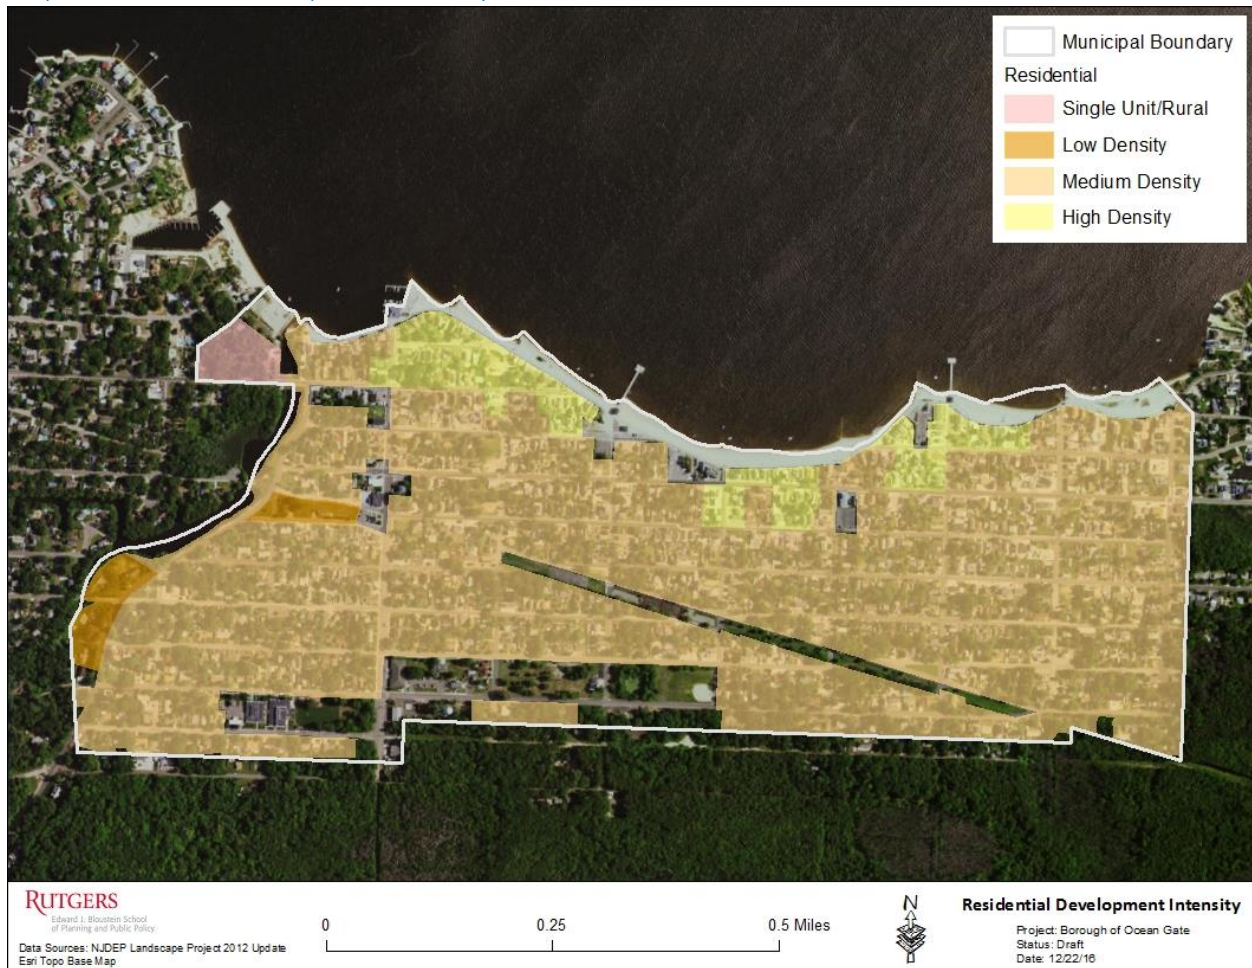 Municipal Boundary
Residential
Single Unit/Rural
Low Density
Medium Density
High Density
RUTGERS
Edward J. Bloustein School
of Planning and Public Policy
Data Sources: NJDEP Landscape Project 2012 Update
Esri Topo Base Map
0 0.25 0.5 Miles
N
Residential Development Intensity
Project: Borough of Ocean Gate
Status: Draft
Date: 12/22/16